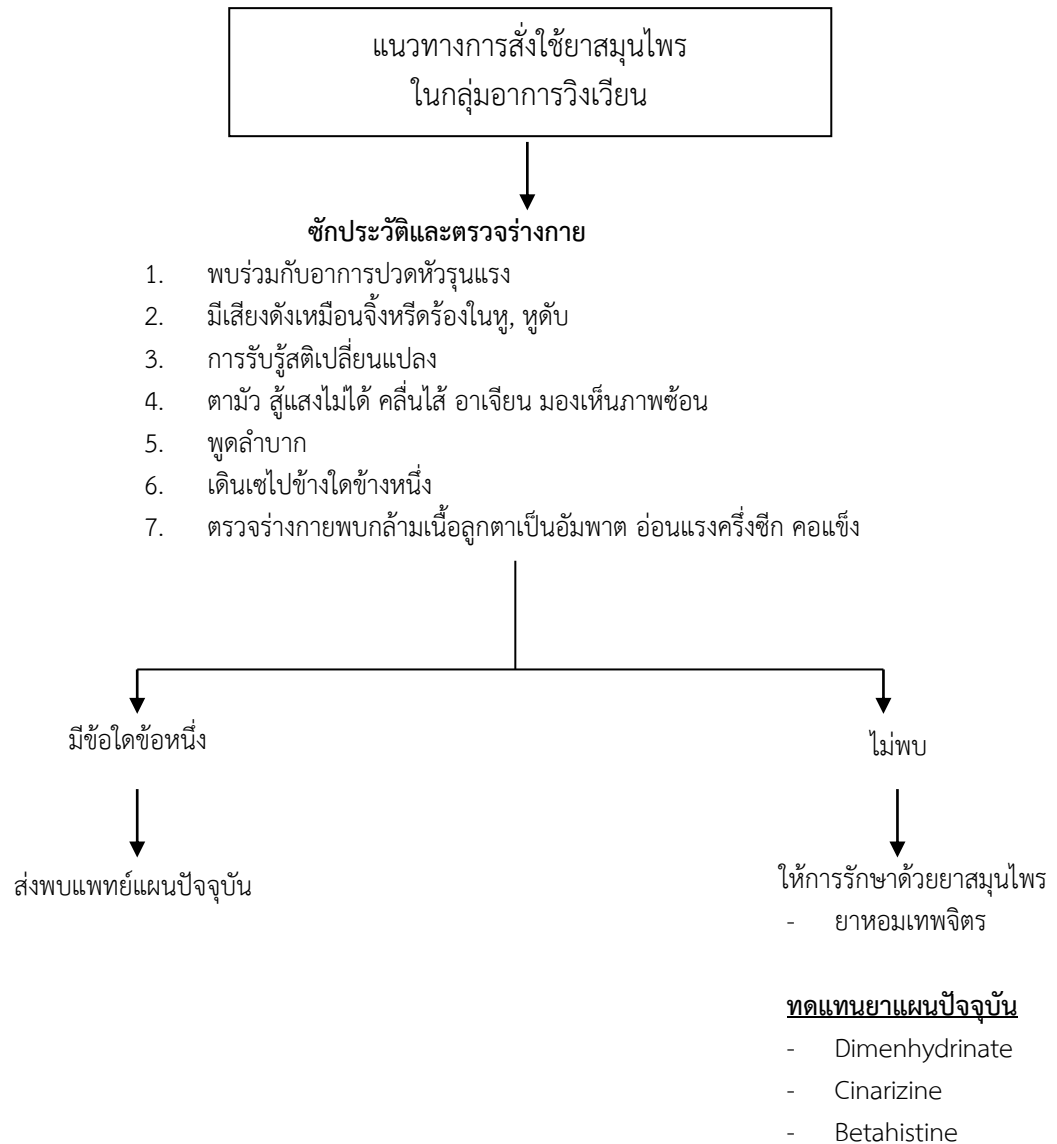 แนวทางการสั่งใช้ยาสมุนไพร
ในกลุ่มอาการวิงเวียน
ซักประวัติและตรวจร่างกาย
1. พบร่วมกับอาการปวดหัวรุนแรง
2. มีเสียงดังเหมือนจิ้งหรีดร้องในหู, หูดับ
3. การรับรู้สติเปลี่ยนแปลง
4. ตามัว สู้แสงไม่ได้ คลื่นไส้ อาเจียน มองเห็นภาพซ้อน
5. พูดลำบาก
6. เดินเซไปข้างใดข้างหนึ่ง
7. ตรวจร่างกายพบกล้ามเนื้อลูกตาเป็นอัมพาต อ่อนแรงครึ่งซีก คอแข็ง
มีข้อใดข้อหนึ่ง
ไม่พบ
ส่งพบแพทย์แผนปัจจุบัน
ให้การรักษาด้วยยาสมุนไพร
- ยาหอมเทพจิตร
ทดแทนยาแผนปัจจุบัน
- Dimenhydrinate
- Cinarizine
- Betahistine